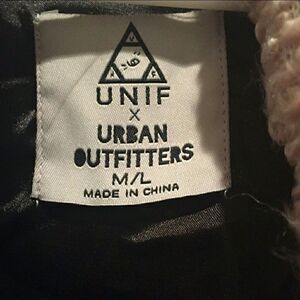 UNIF
X
URBAN
OUTFITTERS
M/L
MADE IN CHINA